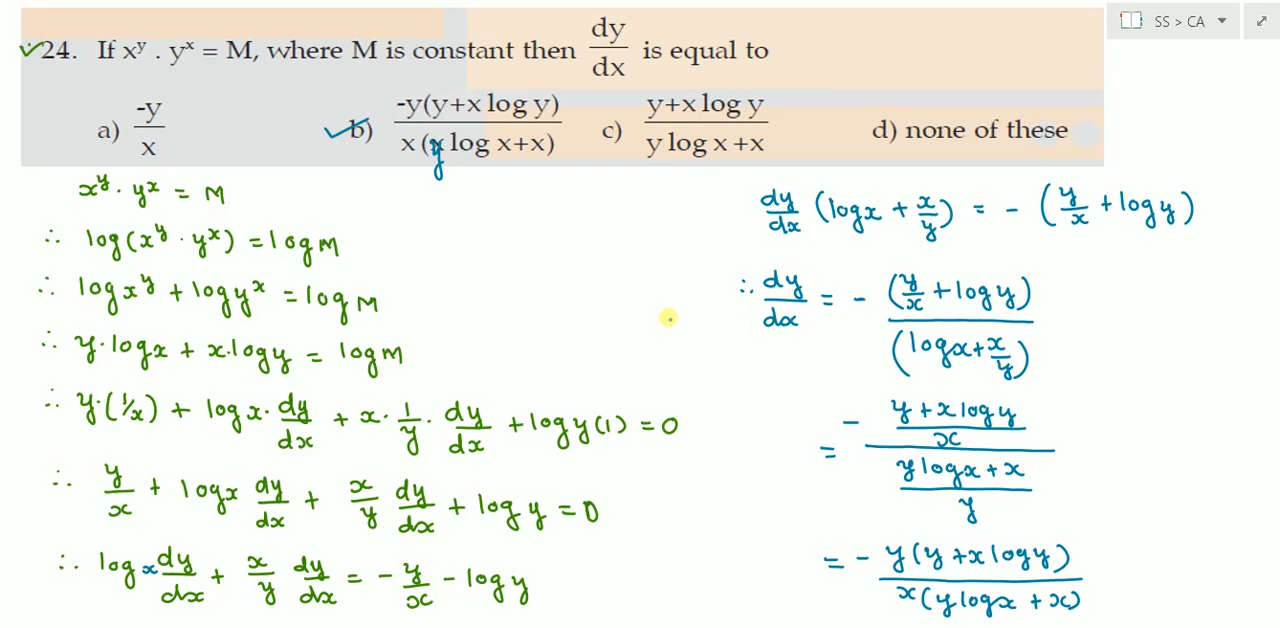 SS > CA
24. If xʸ . yˣ = M, where M is constant then dy/dx is equal to
a) -y/x b) -y(y+x log y)/x(x log x+x) c) y+x log y/y log x+x d) none of these
y
xʸ · yˣ = M
∴ log(xʸ · yˣ) = log M
∴ log xʸ + log yˣ = log M
∴ y·log x + x·log y = log M
∴ y·(1/x) + log x · dy/dx + x · 1/y · dy/dx + log y (1) = 0
∴ y/x + log x dy/dx + x/y dy/dx + log y = 0
∴ log x dy/dx + x/y dy/dx = - y/x - log y
dy/dx (log x + x/y) = - (y/x + log y)
∴ dy/dx = - (y/x + log y)/(log x + x/y)
= - (y + x log y/x)/(y log x + x/y)
= - y(y + x log y)/x(y log x + x)